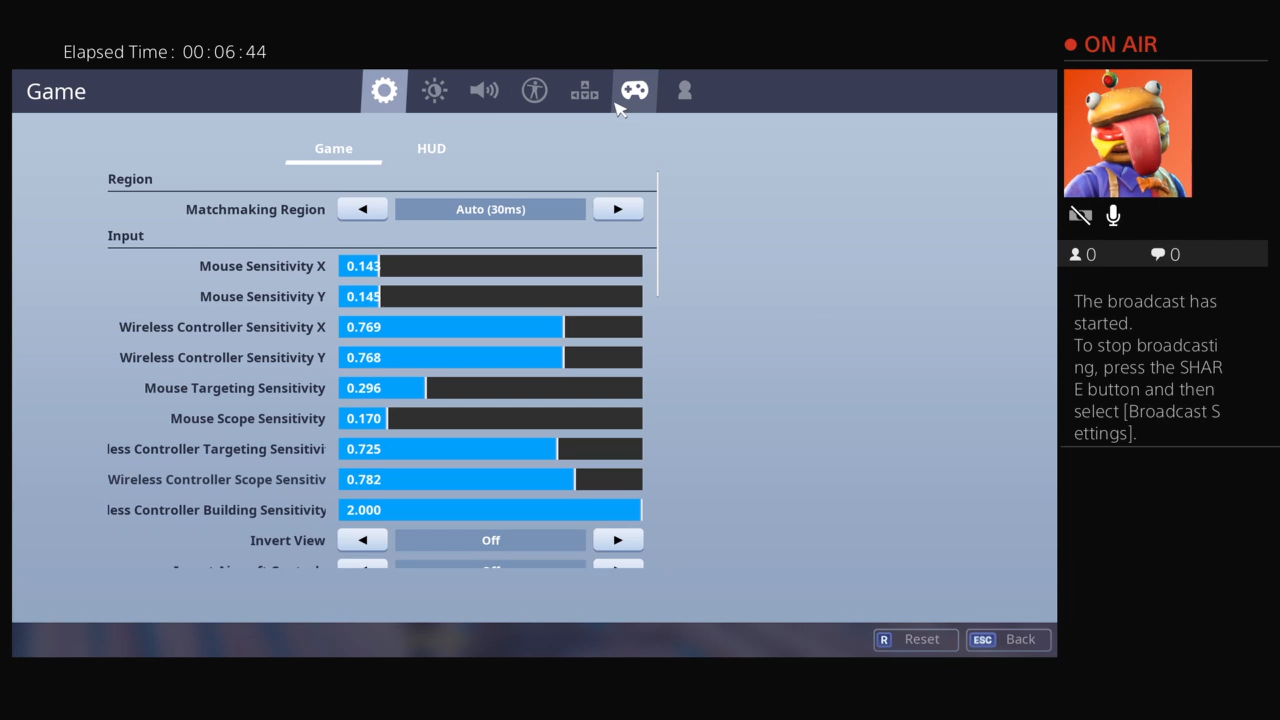 Elapsed Time: 00:06:44
ON AIR
Game
Game HUD
Region
Matchmaking Region Auto (30ms)
Input
Mouse Sensitivity X 0.143
Mouse Sensitivity Y 0.145
Wireless Controller Sensitivity X 0.769
Wireless Controller Sensitivity Y 0.768
Mouse Targeting Sensitivity 0.296
Mouse Scope Sensitivity 0.170
less Controller Targeting Sensitivi 0.725
Wireless Controller Scope Sensitiv 0.782
less Controller Building Sensitivity 2.000
Invert View Off
R Reset ESC Back
0 0
The broadcast has
started.
To stop broadcasti
ng, press the SHAR
E button and then
select [Broadcast S
ettings].